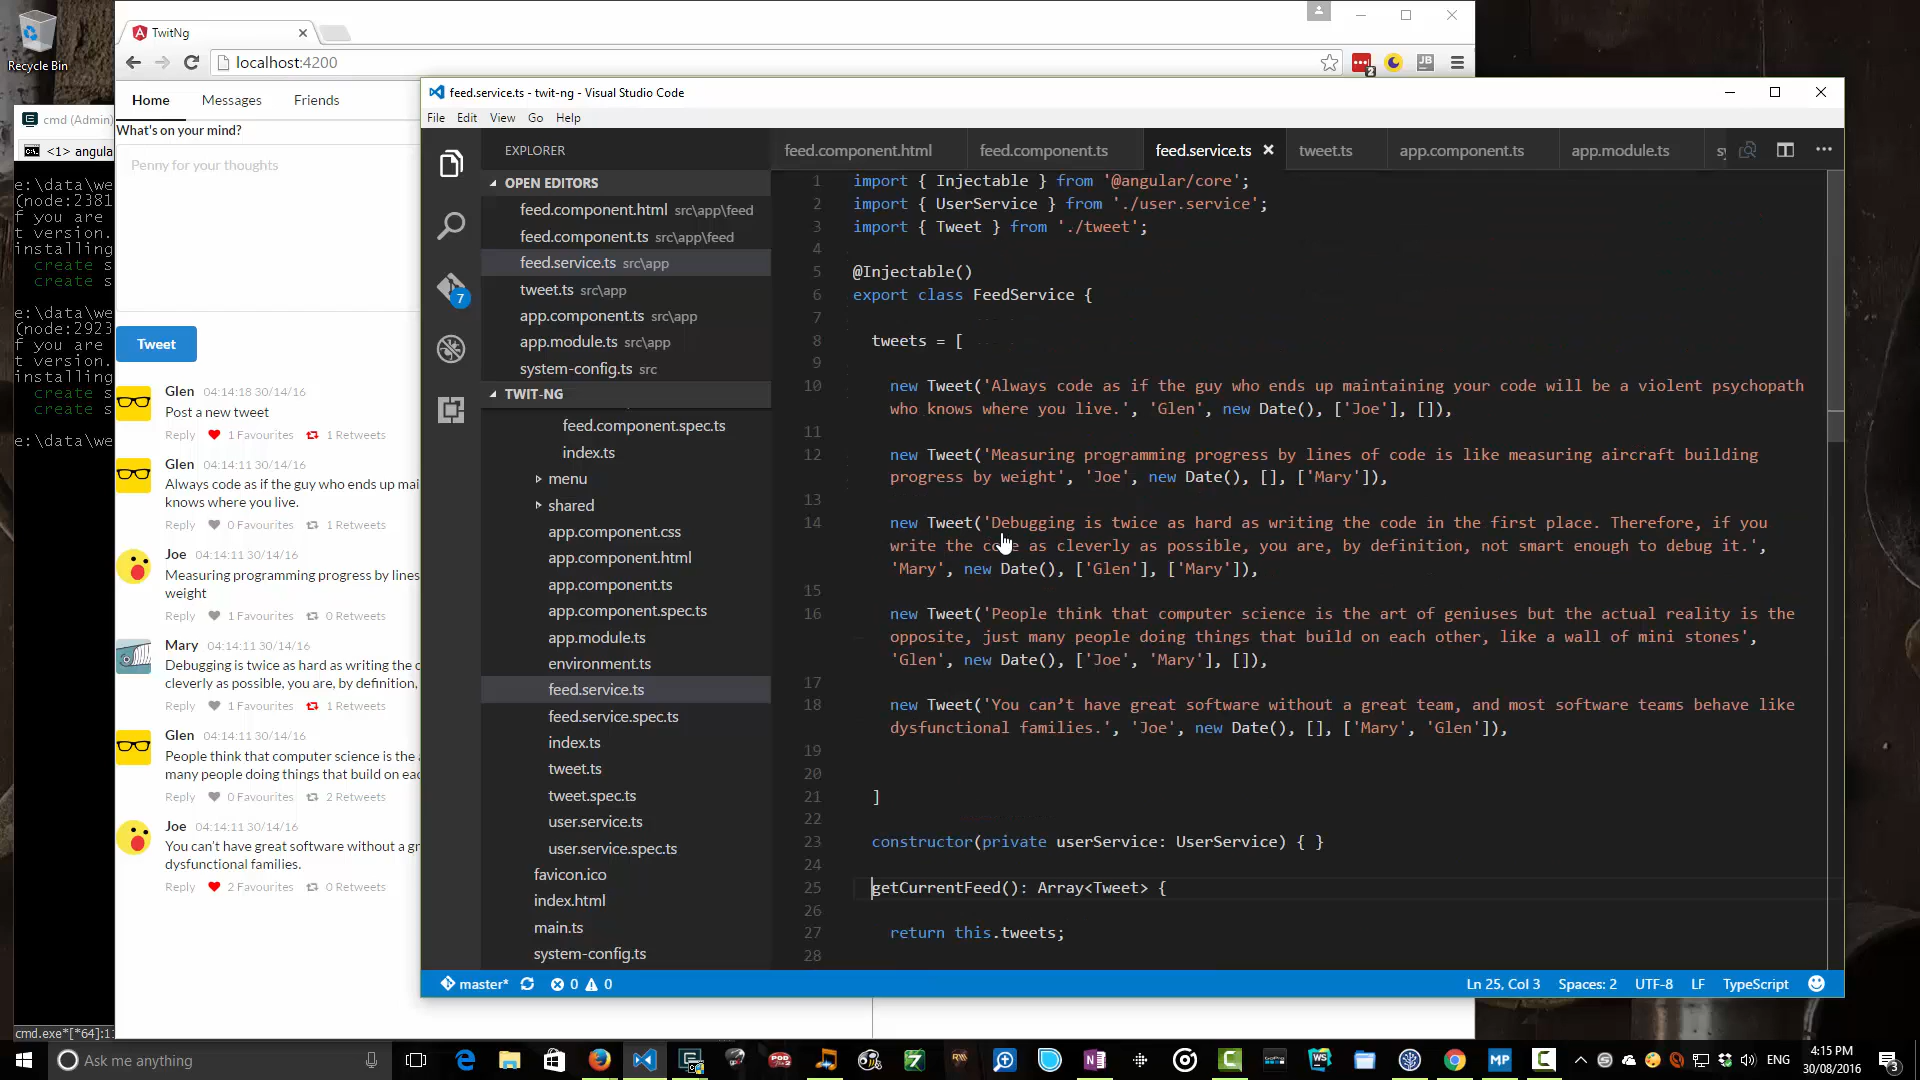 Recycle Bin
TwitNg
localhost:4200
2
JB
Home Messages Friends
What's on your mind?
Penny for your thoughts
Tweet
Glen 04:14:18 30/14/16
Post a new tweet
Reply 1 Favourites 1 Retweets
Glen 04:14:11 30/14/16
Always code as if the guy who ends up mai
knows where you live.
Reply 0 Favourites 1 Retweets
Joe 04:14:11 30/14/16
Measuring programming progress by lines
weight
Reply 1 Favourites 0 Retweets
Mary 04:14:11 30/14/16
Debugging is twice as hard as writing the c
cleverly as possible, you are, by definition,
Reply 1 Favourites 1 Retweets
Glen 04:14:11 30/14/16
People think that computer science is the a
many people doing things that build on eac
Reply 0 Favourites 2 Retweets
Joe 04:14:11 30/14/16
You can't have great software without a gr
dysfunctional families.
Reply 2 Favourites 0 Retweets
cmd (Admin)
<1> angula
e:\data\we
(node:2381
f you are
t version.
installing
create s
create s
e:\data\we
(node:2923
f you are
t version.
installing
create s
create s
e:\data\we
cmd.exe*[*64]:1
feed.service.ts - twit-ng - Visual Studio Code
File Edit View Go Help
7
EXPLORER
OPEN EDITORS
feed.component.html src\app\feed
feed.component.ts src\app\feed
feed.service.ts src\app
tweet.ts src\app
app.component.ts src\app
app.module.ts src\app
system-config.ts src
TWIT-NG
feed.component.spec.ts
index.ts
menu
shared
app.component.css
app.component.html
app.component.ts
app.component.spec.ts
app.module.ts
environment.ts
feed.service.ts
feed.service.spec.ts
index.ts
tweet.ts
tweet.spec.ts
user.service.ts
user.service.spec.ts
favicon.ico
index.html
main.ts
system-config.ts
feed.component.html feed.component.ts feed.service.ts tweet.ts app.component.ts app.module.ts
1 import { Injectable } from '@angular/core';
2 import { UserService } from './user.service';
3 import { Tweet } from './tweet';
4
5 @Injectable()
6 export class FeedService {
7
8 tweets = [
9
10 new Tweet('Always code as if the guy who ends up maintaining your code will be a violent psychopath
who knows where you live.', 'Glen', new Date(), ['Joe'], []),
11
12 new Tweet('Measuring programming progress by lines of code is like measuring aircraft building
progress by weight', 'Joe', new Date(), [], ['Mary']),
13
14 new Tweet('Debugging is twice as hard as writing the code in the first place. Therefore, if you
write the code as cleverly as possible, you are, by definition, not smart enough to debug it.',
'Mary', new Date(), ['Glen'], ['Mary']),
15
16 new Tweet('People think that computer science is the art of geniuses but the actual reality is the
opposite, just many people doing things that build on each other, like a wall of mini stones',
'Glen', new Date(), ['Joe', 'Mary'], []),
17
18 new Tweet('You can’t have great software without a great team, and most software teams behave like
dysfunctional families.', 'Joe', new Date(), [], ['Mary', 'Glen']),
19
20
21 ]
22
23 constructor(private userService: UserService) { }
24
25 getCurrentFeed(): Array<Tweet> {
26
27 return this.tweets;
28
master* 0 0 Ln 25, Col 3 Spaces: 2 UTF-8 LF TypeScript
Ask me anything
ENG
4:15 PM
30/08/2016
3